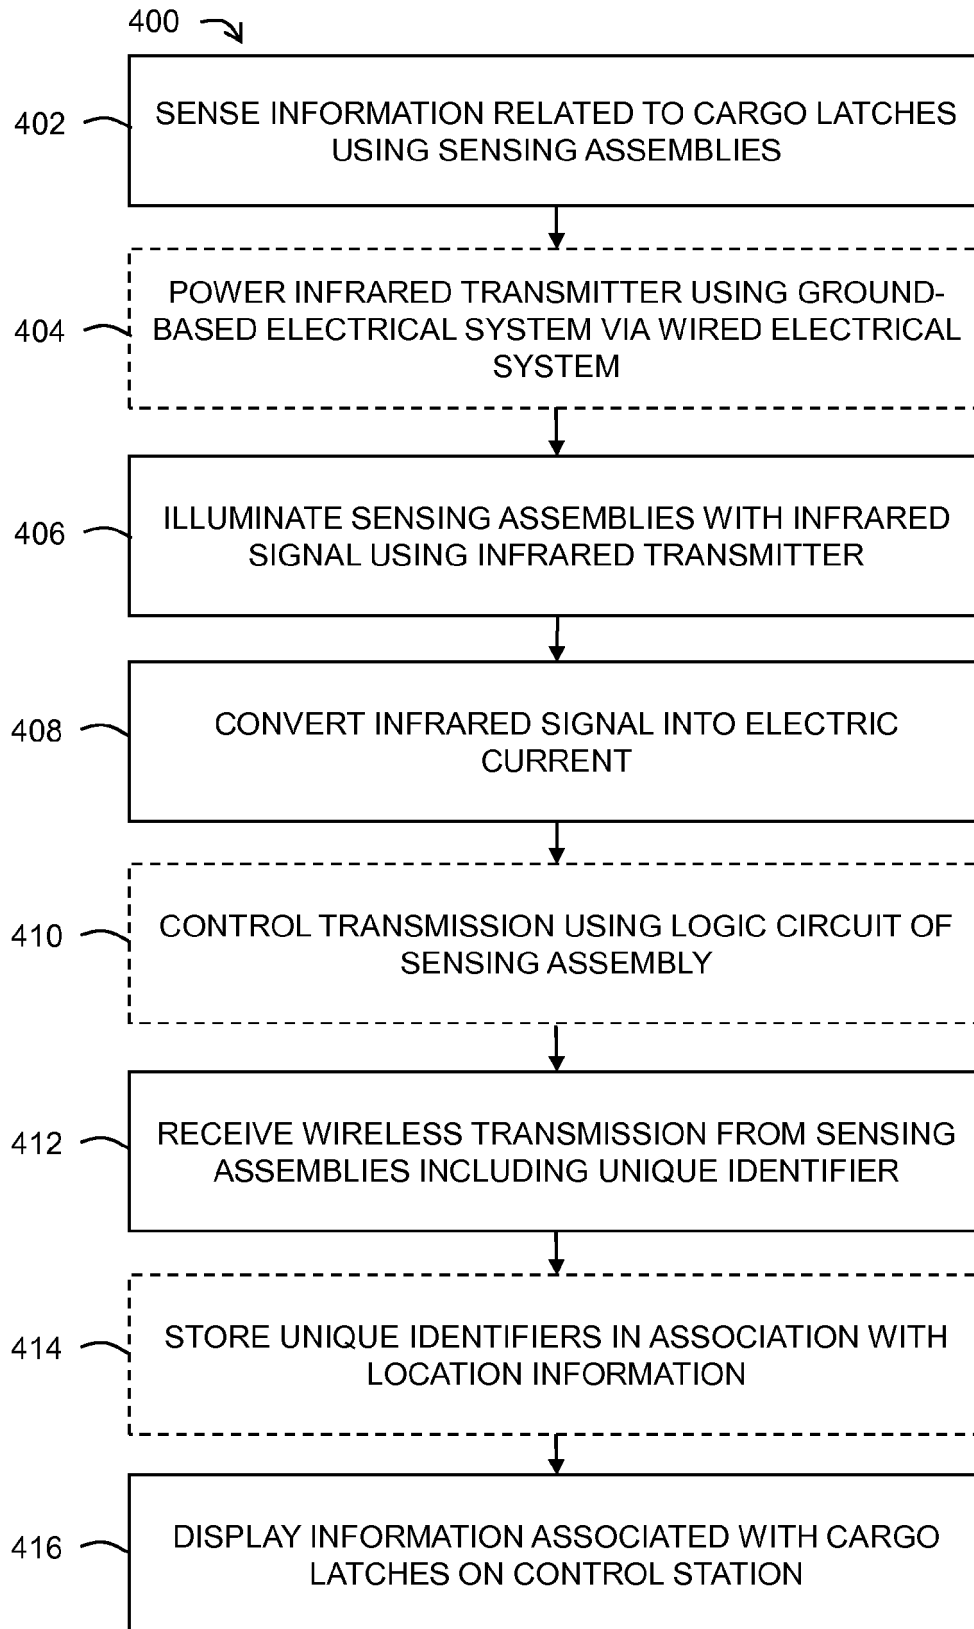 400
402
SENSE INFORMATION RELATED TO CARGO LATCHES
USING SENSING ASSEMBLIES
404
POWER INFRARED TRANSMITTER USING GROUND-
BASED ELECTRICAL SYSTEM VIA WIRED ELECTRICAL
SYSTEM
406
ILLUMINATE SENSING ASSEMBLIES WITH INFRARED
SIGNAL USING INFRARED TRANSMITTER
408
CONVERT INFRARED SIGNAL INTO ELECTRIC
CURRENT
410
CONTROL TRANSMISSION USING LOGIC CIRCUIT OF
SENSING ASSEMBLY
412
RECEIVE WIRELESS TRANSMISSION FROM SENSING
ASSEMBLIES INCLUDING UNIQUE IDENTIFIER
414
STORE UNIQUE IDENTIFIERS IN ASSOCIATION WITH
LOCATION INFORMATION
416
DISPLAY INFORMATION ASSOCIATED WITH CARGO
LATCHES ON CONTROL STATION